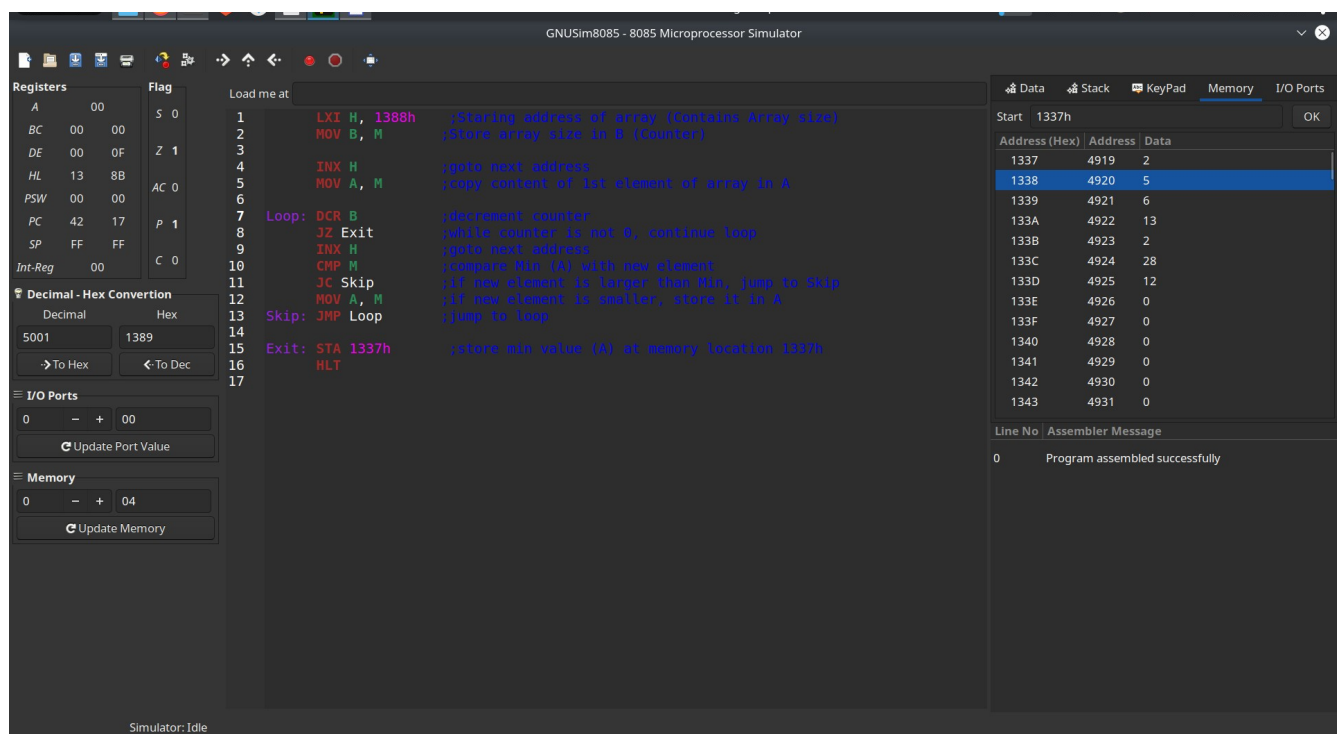 GNUSim8085 - 8085 Microprocessor Simulator
Registers
A 00
BC 00 00
DE 00 0F
HL 13 8B
PSW 00 00
PC 42 17
SP FF FF
Int-Reg 00
Flag
S 0
Z 1
AC 0
P 1
C 0
Decimal - Hex Convertion
Decimal Hex
5001 1389
To Hex To Dec
I/O Ports
0 - + 00
Update Port Value
Memory
0 - + 04
Update Memory
Simulator: Idle
Load me at
1 LXI H, 1388h ;Staring address of array (Contains Array size)
2 MOV B, M ;Store array size in B (Counter)
3
4 INX H ;goto next address
5 MOV A, M ;copy content of 1st element of array in A
6
7 Loop: DCR B ;decrement counter
8 JZ Exit ;while counter is not 0, continue loop
9 INX H ;goto next address
10 CMP M ;compare Min (A) with new element
11 JC Skip ;if new element is larger than Min, jump to Skip
12 MOV A, M ;if new element is smaller, store it in A
13 Skip: JMP Loop ;jump to loop
14
15 Exit: STA 1337h ;store min value (A) at memory location 1337h
16 HLT
17
Data Stack KeyPad Memory I/O Ports
Start 1337h OK
Address (Hex) Address Data
1337 4919 2
1338 4920 5
1339 4921 6
133A 4922 13
133B 4923 2
133C 4924 28
133D 4925 12
133E 4926 0
133F 4927 0
1340 4928 0
1341 4929 0
1342 4930 0
1343 4931 0
Line No Assembler Message
0 Program assembled successfully